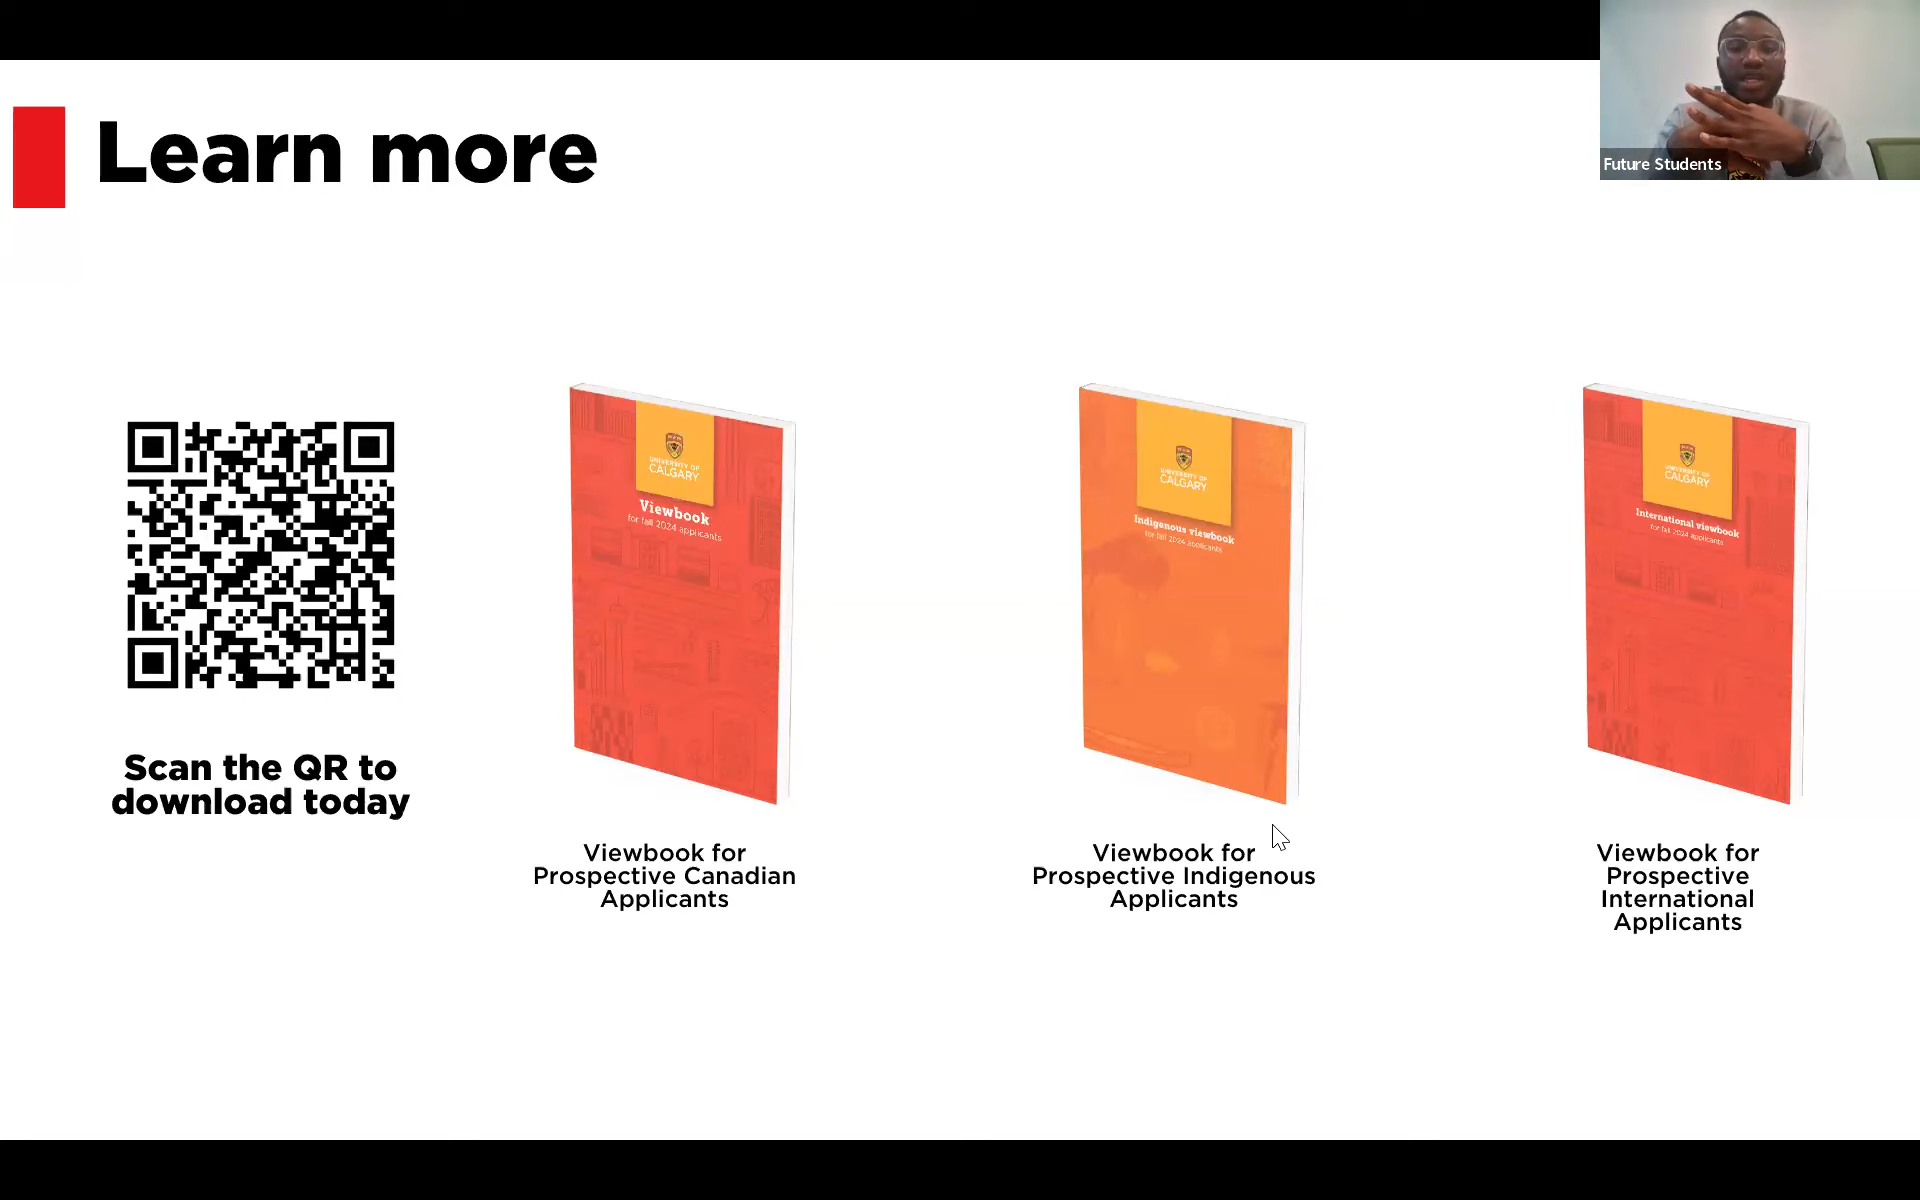 Learn more
Future Students
UNIVERSITY OF
CALGARY
Viewbook
for fall 2024 applicants
UNIVERSITY OF
CALGARY
Indigenous viewbook
for fall 2024 applicants
UNIVERSITY OF
CALGARY
International viewbook
for fall 2024 applicants
Scan the QR to
download today
Viewbook for
Prospective Canadian
Applicants
Viewbook for
Prospective Indigenous
Applicants
Viewbook for
Prospective
International
Applicants